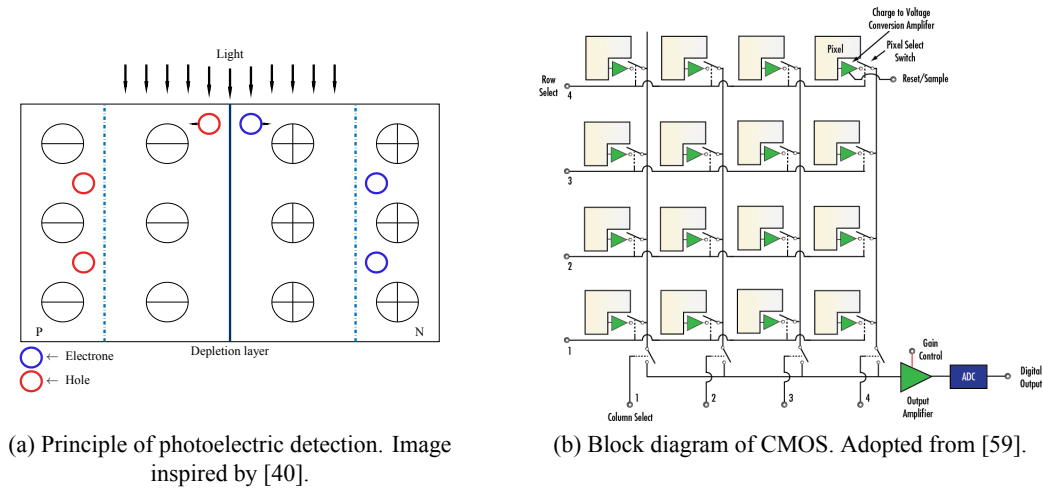 Light
P
N
Depletion layer
← Electrone
← Hole
(a) Principle of photoelectric detection. Image
inspired by [40].
Charge to Voltage
Conversion Amplifer
Pixel
Pixel Select
Switch
Reset/Sample
Row
Select
4
3
2
1
1
2
3
4
Column Select
Gain
Control
Output
Amplifier
ADC
Digital
Output
(b) Block diagram of CMOS. Adopted from [59].